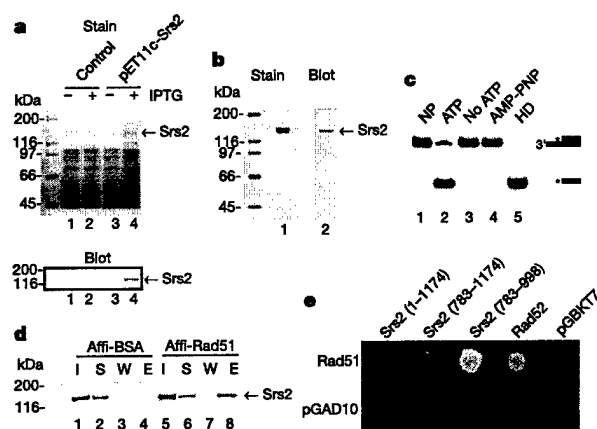 a
Stain
Control
pET11c-Srs2
kDa
– + – + IPTG
200-
← Srs2
116-
97-
66-
45-
1 2 3 4
Blot
200-
116-
← Srs2
1 2 3 4
b
Stain Blot
kDa
200-
← Srs2
116-
97-
66-
45-
1 2
c
NP
ATP
No ATP
AMP-PNP
HD
3'
*
*
1 2 3 4 5
d
Affi-BSA Affi-Rad51
kDa
I S W E I S W E
200-
← Srs2
116-
1 2 3 4 5 6 7 8
e
Srs2 (1–1174)
Srs2 (783–1174)
Srs2 (783–998)
Rad52
pGBKT7
Rad51
pGAD10